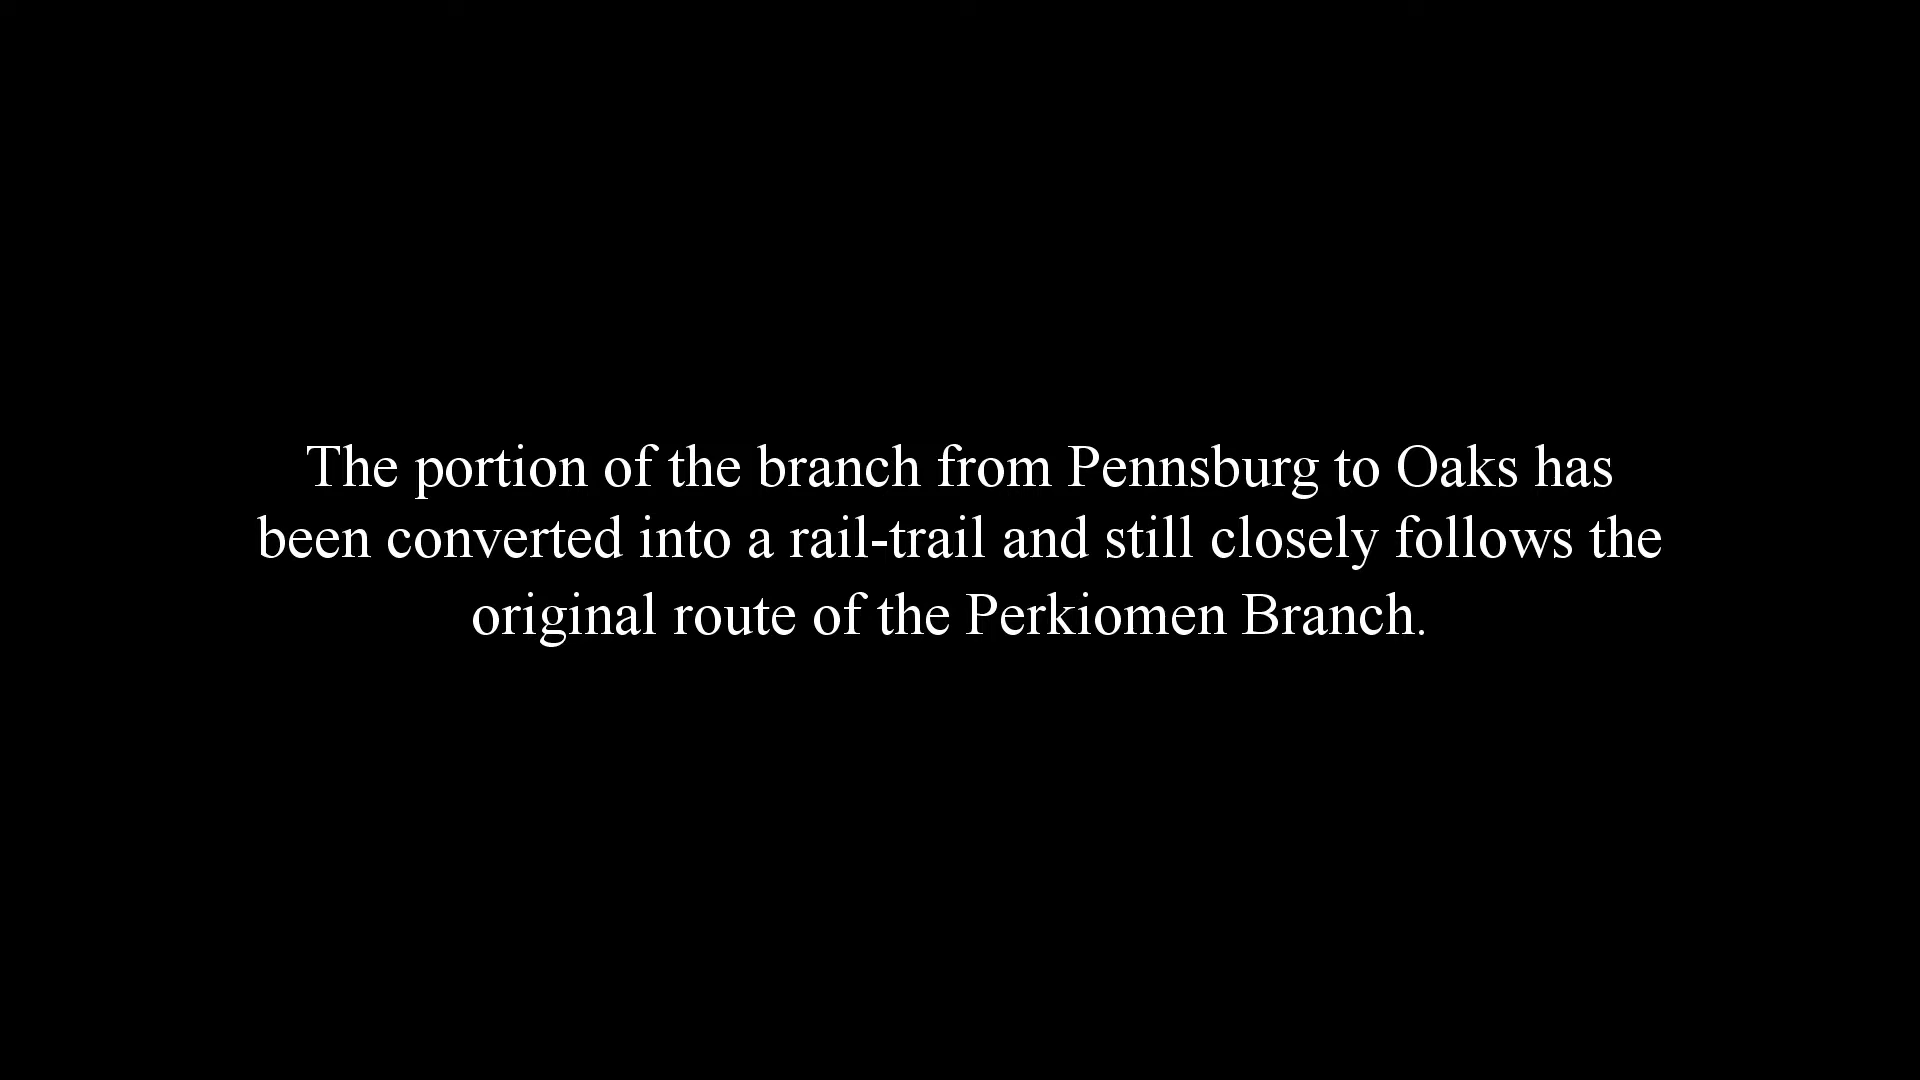 The portion of the branch from Pennsburg to Oaks has
been converted into a rail-trail and still closely follows the
original route of the Perkiomen Branch.